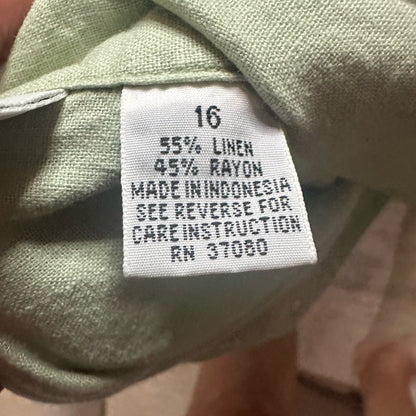 16
55% LINEN
45% RAYON
MADE IN INDONESIA
SEE REVERSE FOR
CARE INSTRUCTION
RN 37080